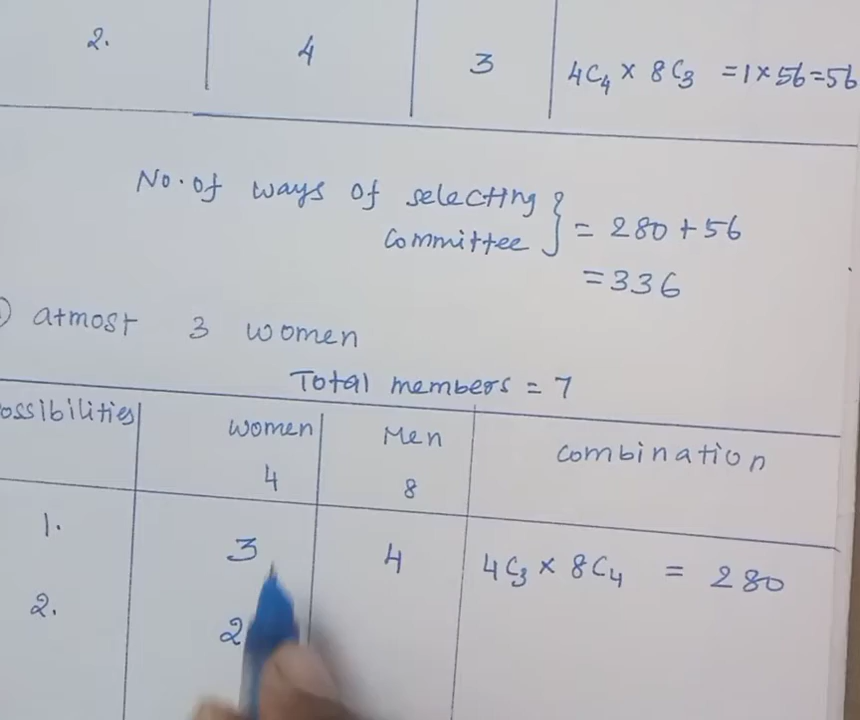 2. 4 3 4C₄ × 8C₃ = 1 × 56 = 56
No. of ways of selecting } = 280 + 56
committee
= 336
) atmost 3 women
Total members = 7
ossibilities women Men combination
4 8
1. 3 4 4C₃ × 8C₄ = 280
2. 2